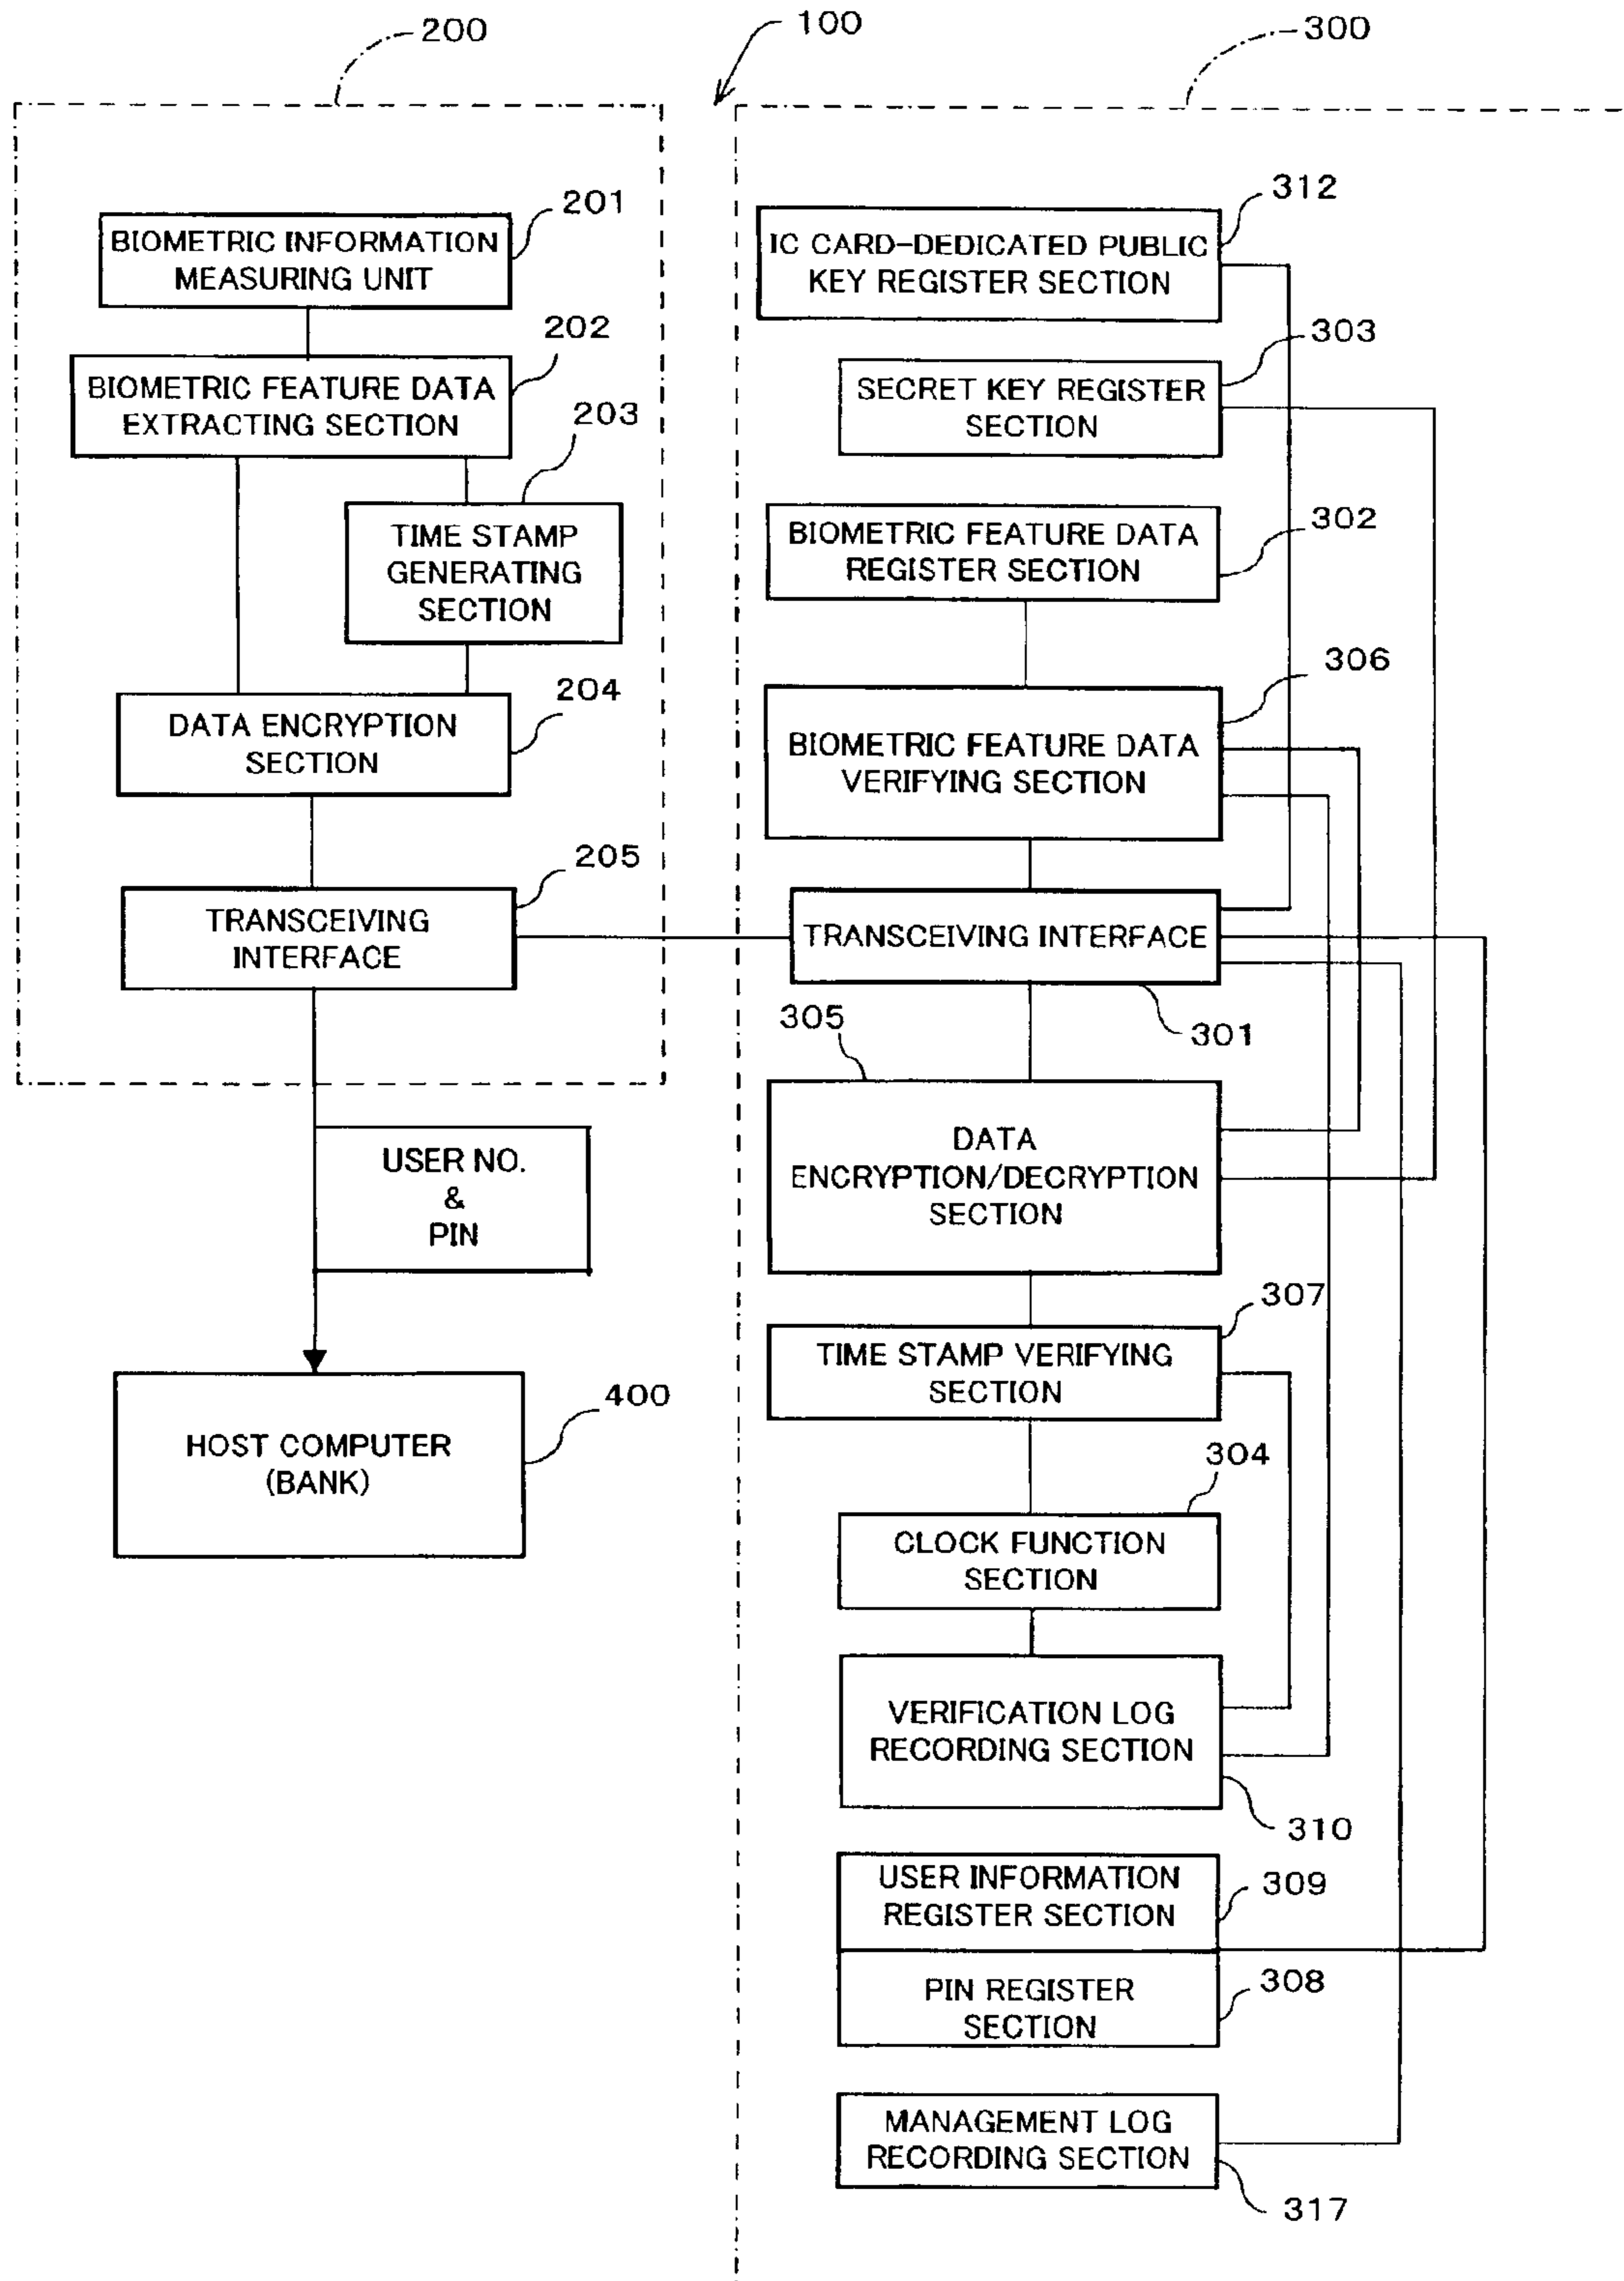 200
100
300
201
BIOMETRIC INFORMATION
MEASURING UNIT
202
BIOMETRIC FEATURE DATA
EXTRACTING SECTION
203
TIME STAMP
GENERATING
SECTION
204
DATA ENCRYPTION
SECTION
205
TRANSCEIVING
INTERFACE
USER NO.
&
PIN
400
HOST COMPUTER
(BANK)
312
IC CARD-DEDICATED PUBLIC
KEY REGISTER SECTION
303
SECRET KEY REGISTER
SECTION
302
BIOMETRIC FEATURE DATA
REGISTER SECTION
306
BIOMETRIC FEATURE DATA
VERIFYING SECTION
TRANSCEIVING INTERFACE
301
305
DATA
ENCRYPTION/DECRYPTION
SECTION
307
TIME STAMP VERIFYING
SECTION
304
CLOCK FUNCTION
SECTION
VERIFICATION LOG
RECORDING SECTION
310
USER INFORMATION
REGISTER SECTION
309
PIN REGISTER
SECTION
308
MANAGEMENT LOG
RECORDING SECTION
317